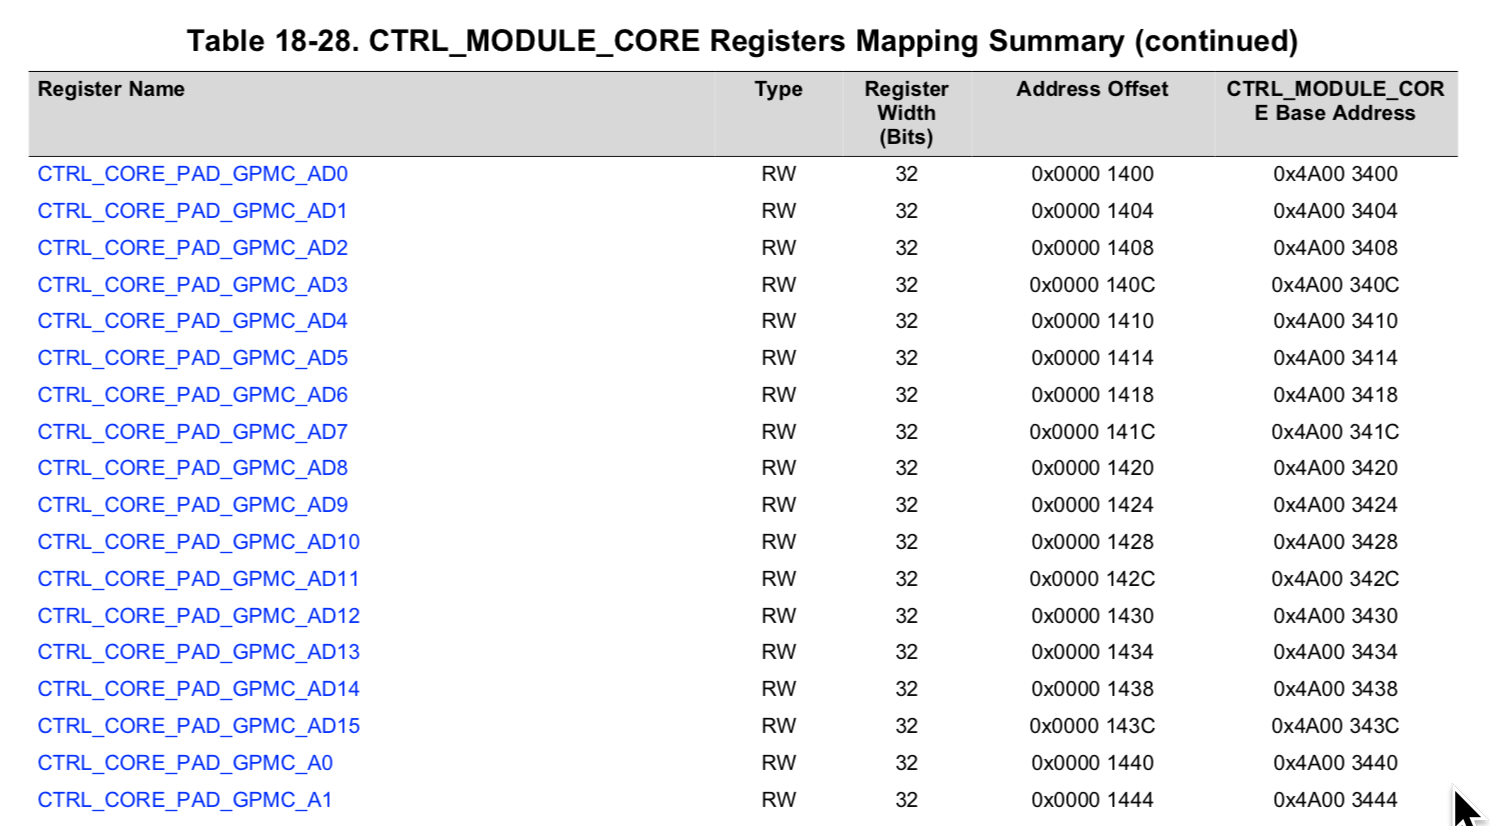 Table 18-28. CTRL_MODULE_CORE Registers Mapping Summary (continued)
Register Name Type Register Width (Bits) Address Offset CTRL_MODULE_COR E Base Address
CTRL_CORE_PAD_GPMC_AD0 RW 32 0x0000 1400 0x4A00 3400
CTRL_CORE_PAD_GPMC_AD1 RW 32 0x0000 1404 0x4A00 3404
CTRL_CORE_PAD_GPMC_AD2 RW 32 0x0000 1408 0x4A00 3408
CTRL_CORE_PAD_GPMC_AD3 RW 32 0x0000 140C 0x4A00 340C
CTRL_CORE_PAD_GPMC_AD4 RW 32 0x0000 1410 0x4A00 3410
CTRL_CORE_PAD_GPMC_AD5 RW 32 0x0000 1414 0x4A00 3414
CTRL_CORE_PAD_GPMC_AD6 RW 32 0x0000 1418 0x4A00 3418
CTRL_CORE_PAD_GPMC_AD7 RW 32 0x0000 141C 0x4A00 341C
CTRL_CORE_PAD_GPMC_AD8 RW 32 0x0000 1420 0x4A00 3420
CTRL_CORE_PAD_GPMC_AD9 RW 32 0x0000 1424 0x4A00 3424
CTRL_CORE_PAD_GPMC_AD10 RW 32 0x0000 1428 0x4A00 3428
CTRL_CORE_PAD_GPMC_AD11 RW 32 0x0000 142C 0x4A00 342C
CTRL_CORE_PAD_GPMC_AD12 RW 32 0x0000 1430 0x4A00 3430
CTRL_CORE_PAD_GPMC_AD13 RW 32 0x0000 1434 0x4A00 3434
CTRL_CORE_PAD_GPMC_AD14 RW 32 0x0000 1438 0x4A00 3438
CTRL_CORE_PAD_GPMC_AD15 RW 32 0x0000 143C 0x4A00 343C
CTRL_CORE_PAD_GPMC_A0 RW 32 0x0000 1440 0x4A00 3440
CTRL_CORE_PAD_GPMC_A1 RW 32 0x0000 1444 0x4A00 3444